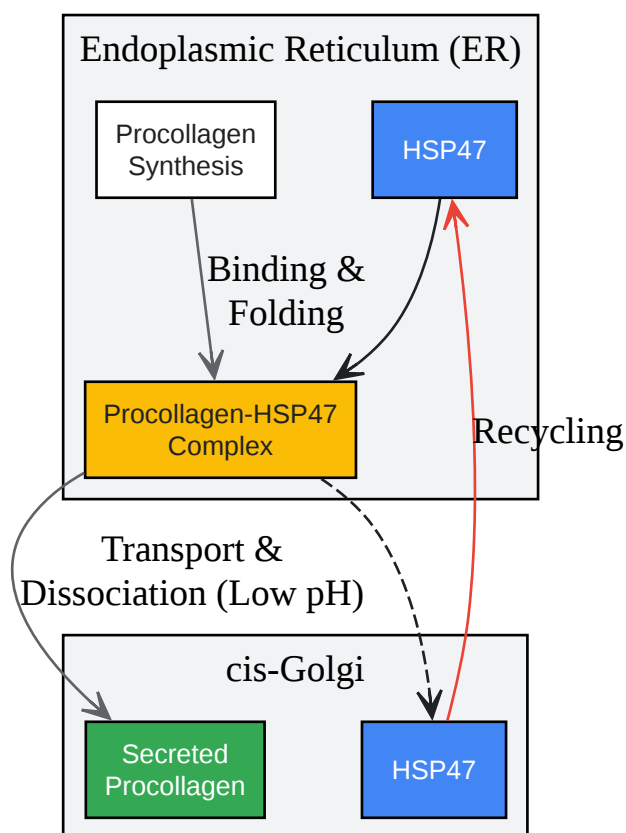 Endoplasmic Reticulum (ER)
Procollagen
Synthesis
HSP47
Binding &
Folding
Procollagen-HSP47
Complex
Recycling
Transport &
Dissociation (Low pH)
cis-Golgi
Secreted
Procollagen
HSP47